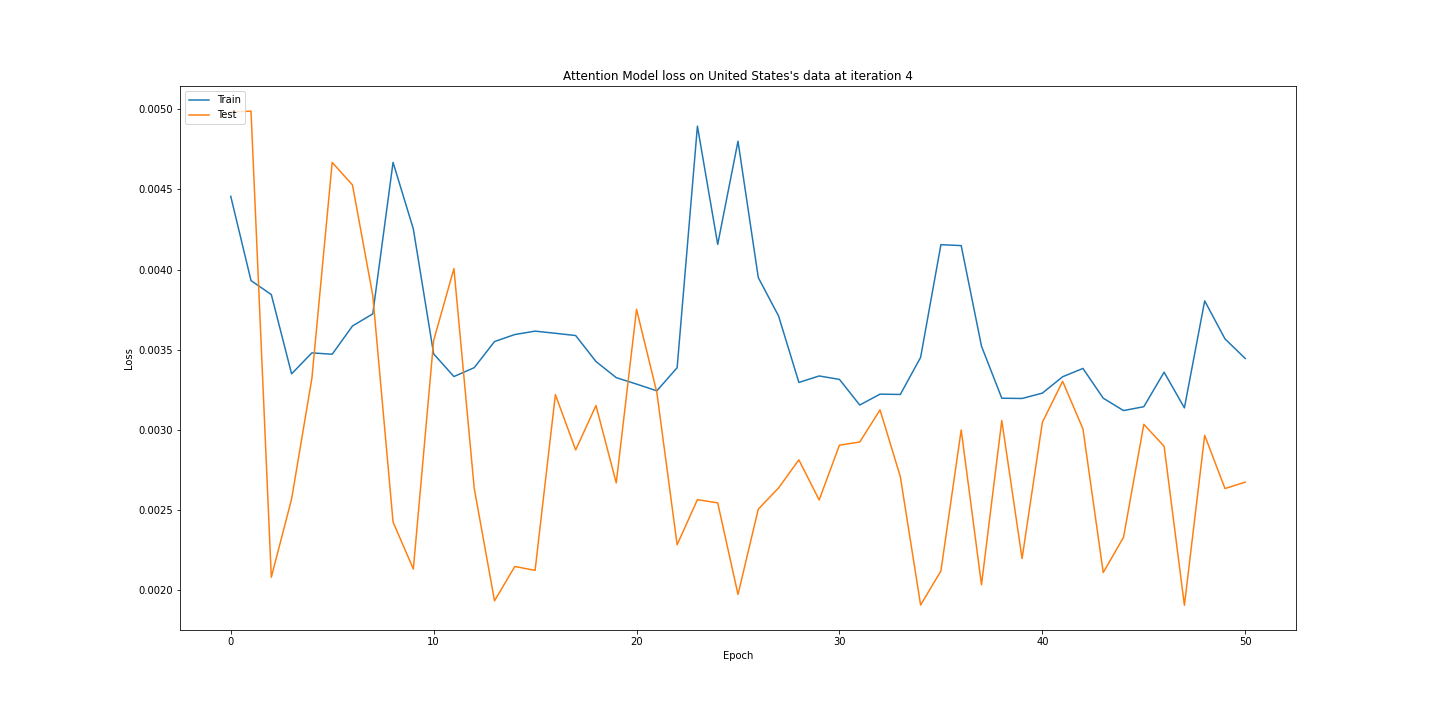 Attention Model loss on United States's data at iteration 4
Train
Test
0.0050
0.0045
0.0040
0.0035
0.0030
0.0025
0.0020
Loss
0 10 20 30 40 50
Epoch